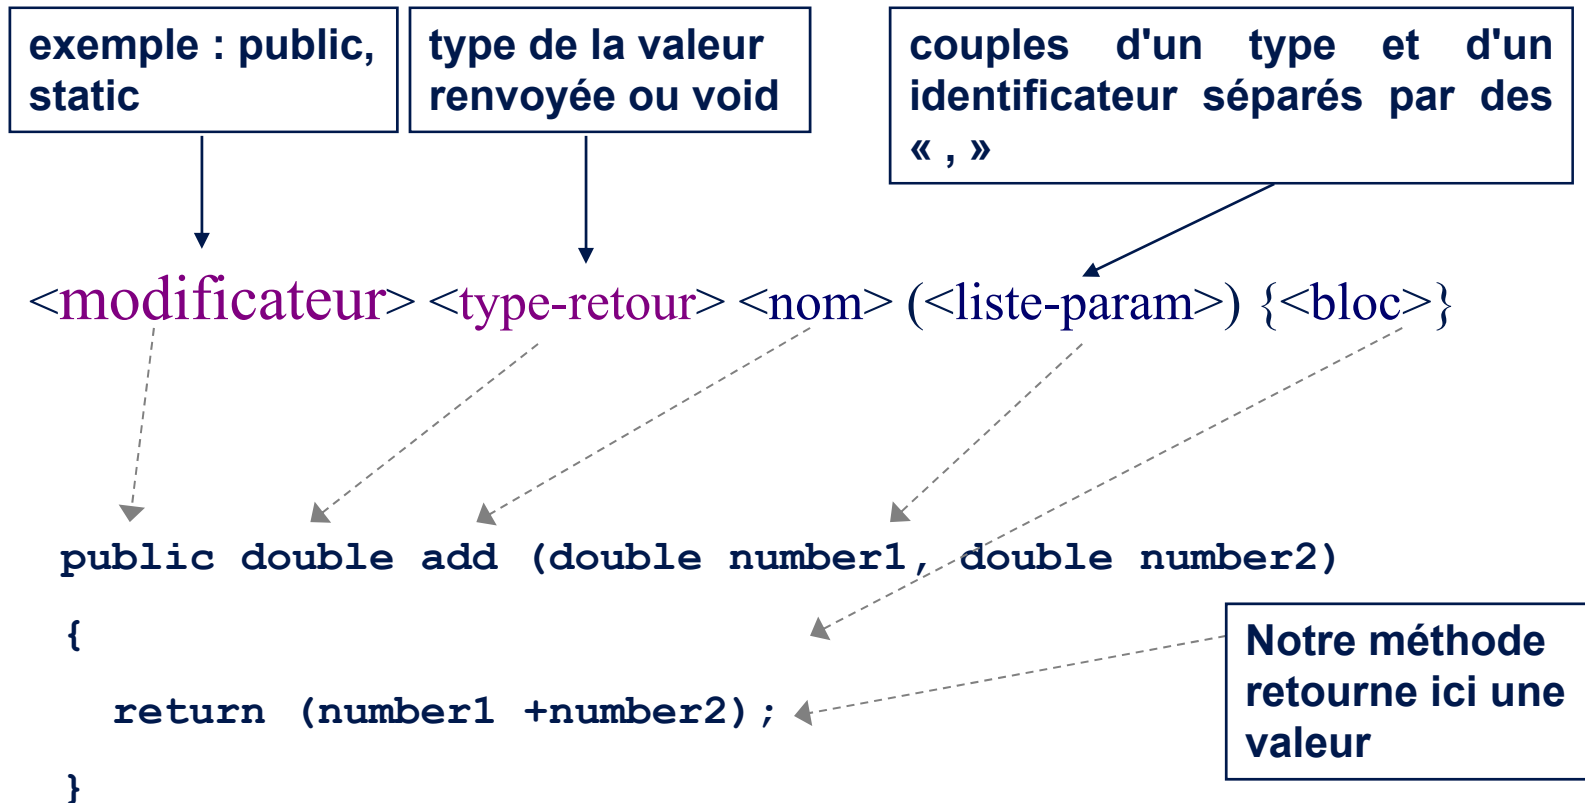 exemple : public,
static
type de la valeur
renvoyée ou void
couples d'un type et d'un
identificateur séparés par des
« , »
<modificateur> <type-retour> <nom> (<liste-param>) {<bloc>}
public double add (double number1, double number2)
{
return (number1 +number2);
}
Notre méthode
retourne ici une
valeur